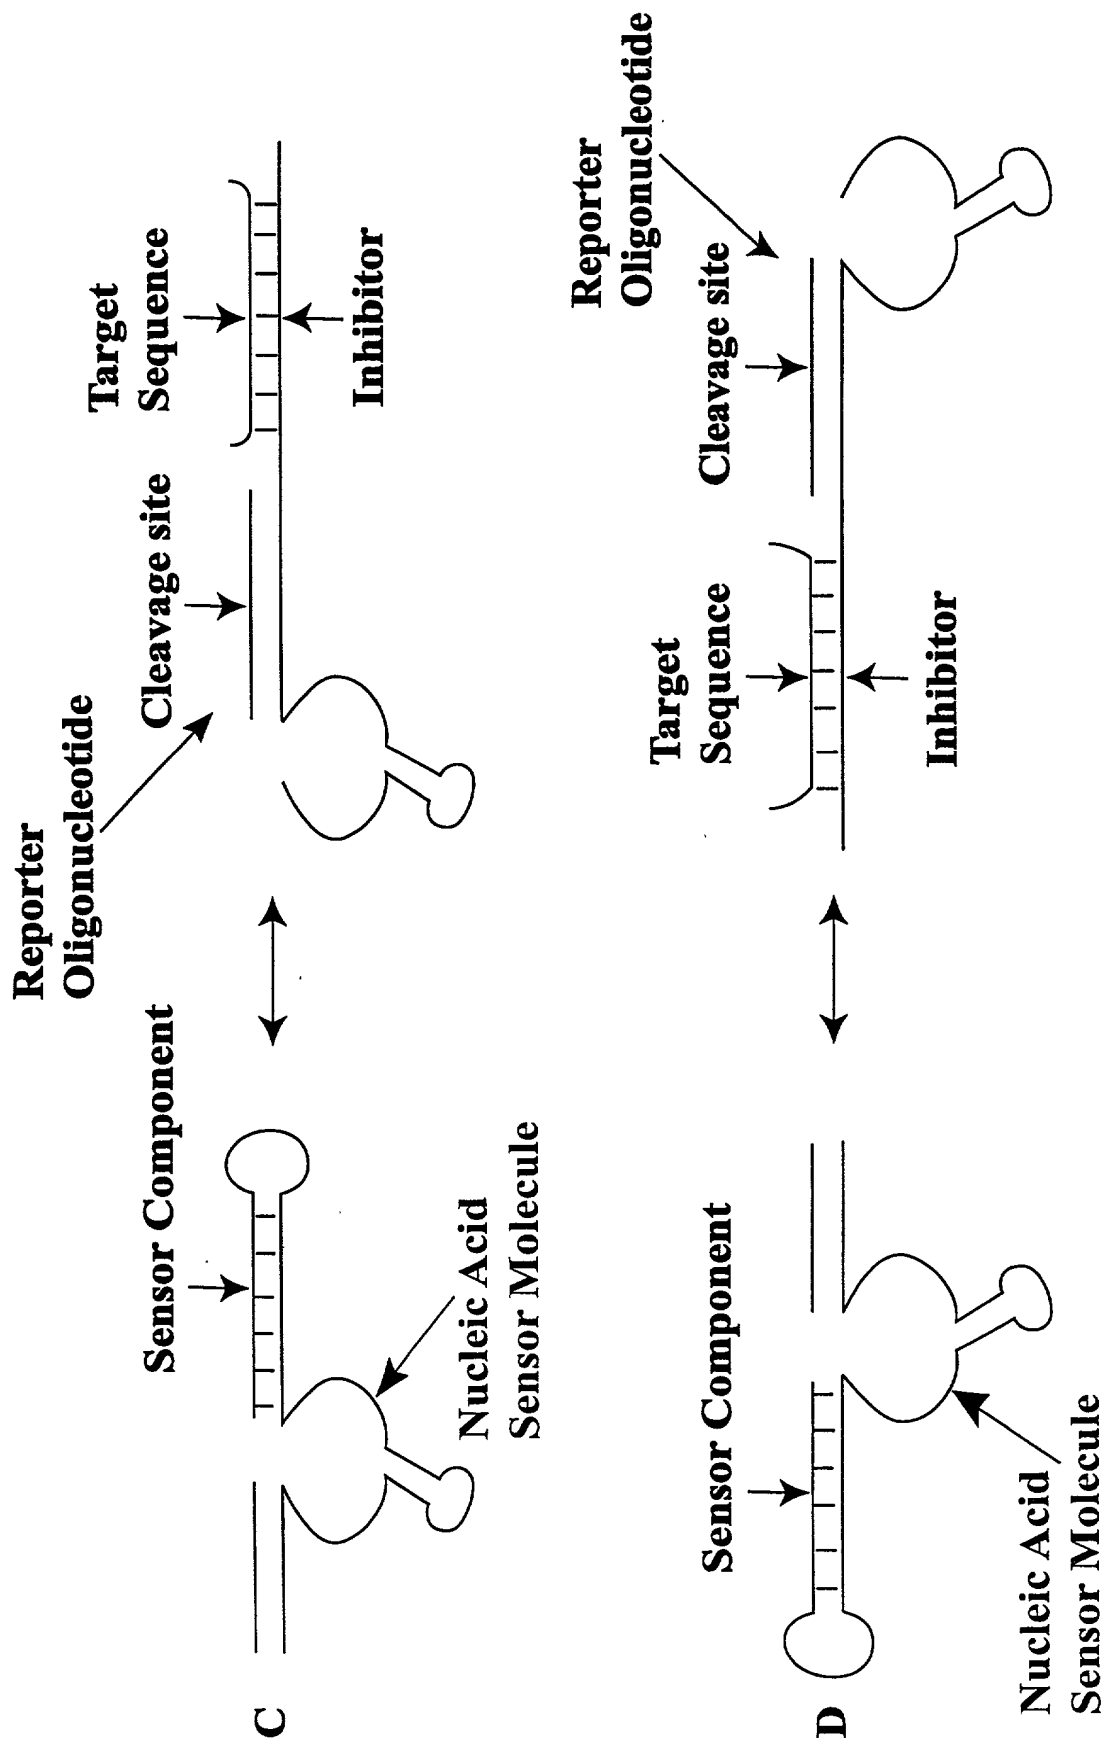 C
Sensor Component
Nucleic Acid
Sensor Molecule
Reporter
Oligonucleotide
Cleavage site
Target
Sequence
Inhibitor
D
Sensor Component
Nucleic Acid
Sensor Molecule
Target
Sequence
Inhibitor
Cleavage site
Reporter
Oligonucleotide